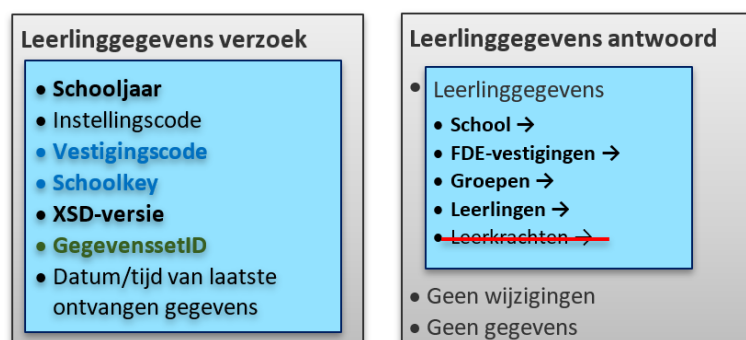 Leerlinggegevens verzoek
• Schooljaar
• Instellingscode
• Vestigingscode
• Schoolkey
• XSD-versie
• GegevenssetID
• Datum/tijd van laatste
ontvangen gegevens
Leerlinggegevens antwoord
• Leerlinggegevens
• School →
• FDE-vestigingen →
• Groepen →
• Leerlingen →
• Leerkrachten →
• Geen wijzigingen
• Geen gegevens